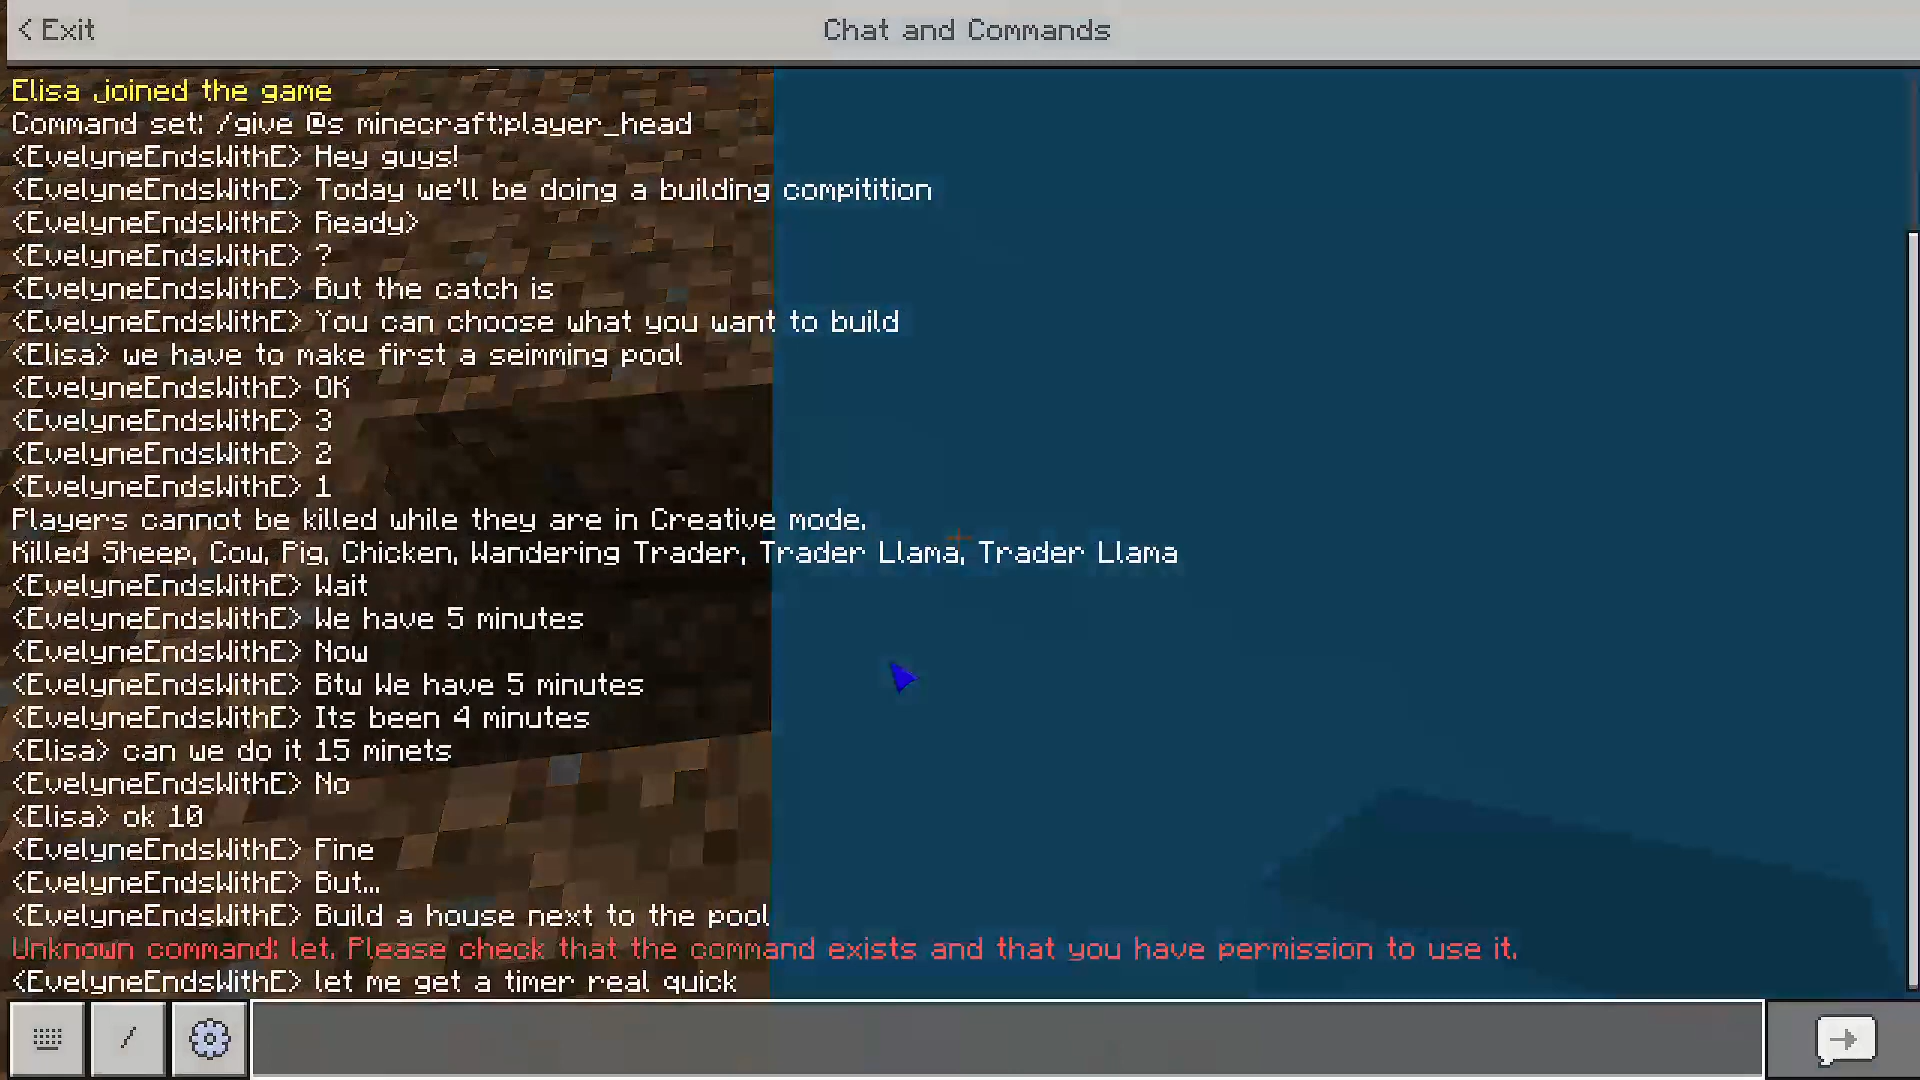 < Exit
Chat and Commands
Elisa joined the game
Command set: /give @s minecraft:player_head
<EvelyneEndsWithE> Hey guys!
<EvelyneEndsWithE> Today we'll be doing a building compitition
<EvelyneEndsWithE> Ready>
<EvelyneEndsWithE> ?
<EvelyneEndsWithE> But the catch is
<EvelyneEndsWithE> You can choose what you want to build
<Elisa> we have to make first a seimming pool
<EvelyneEndsWithE> OK
<EvelyneEndsWithE> 3
<EvelyneEndsWithE> 2
<EvelyneEndsWithE> 1
Players cannot be killed while they are in Creative mode.
Killed Sheep, Cow, Pig, Chicken, Wandering Trader, Trader Llama, Trader Llama
<EvelyneEndsWithE> Wait
<EvelyneEndsWithE> We have 5 minutes
<EvelyneEndsWithE> Now
<EvelyneEndsWithE> Btw We have 5 minutes
<EvelyneEndsWithE> Its been 4 minutes
<Elisa> can we do it 15 minets
<EvelyneEndsWithE> No
<Elisa> ok 10
<EvelyneEndsWithE> Fine
<EvelyneEndsWithE> But...
<EvelyneEndsWithE> Build a house next to the pool
Unknown command: let. Please check that the command exists and that you have permission to use it.
<EvelyneEndsWithE> let me get a timer real quick
/